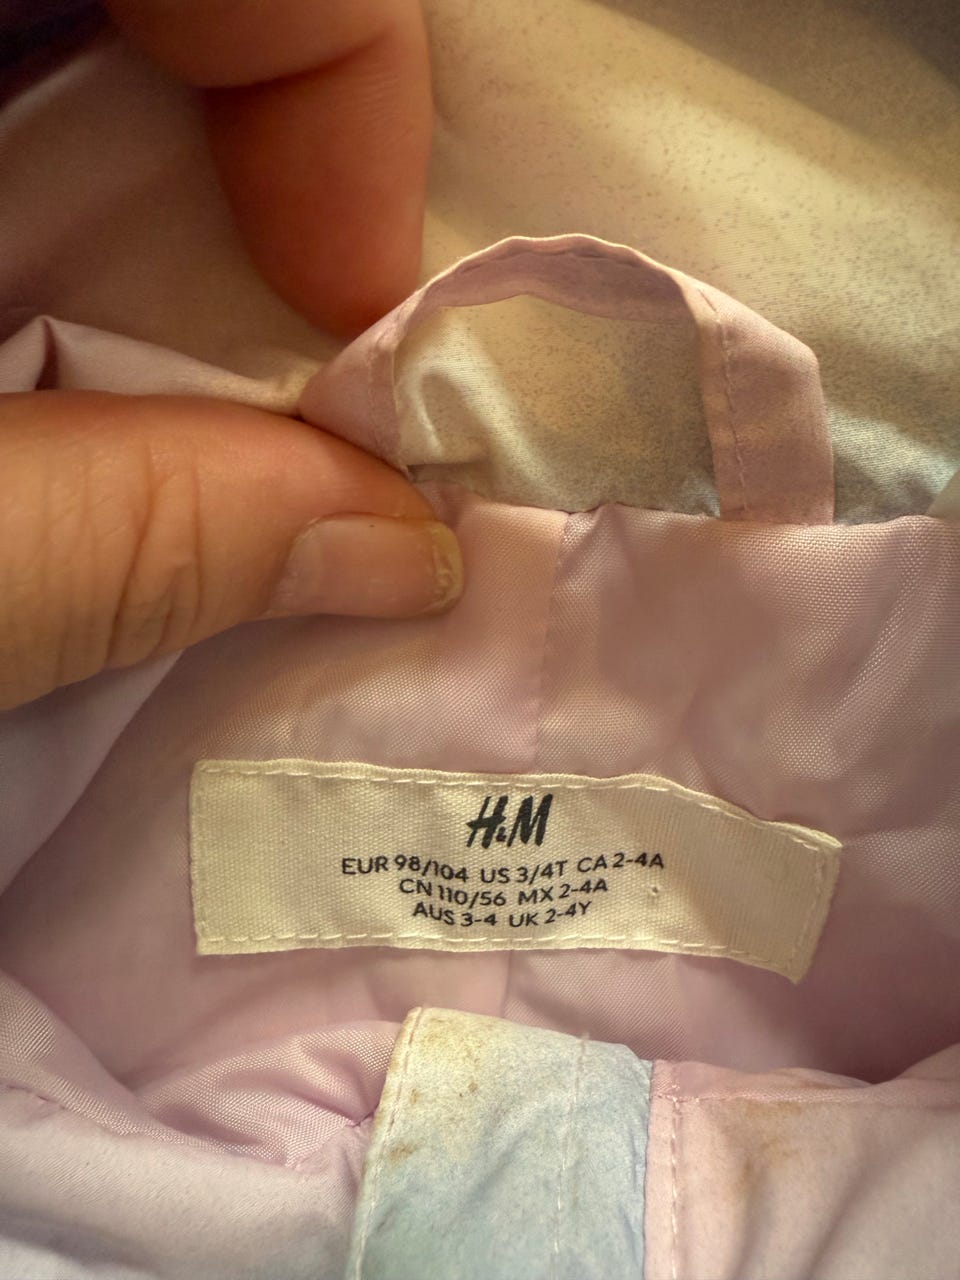 H&M
EUR 98/104 US 3/4T CA 2-4A
CN 110/56 MX 2-4A
AUS 3-4 UK 2-4Y